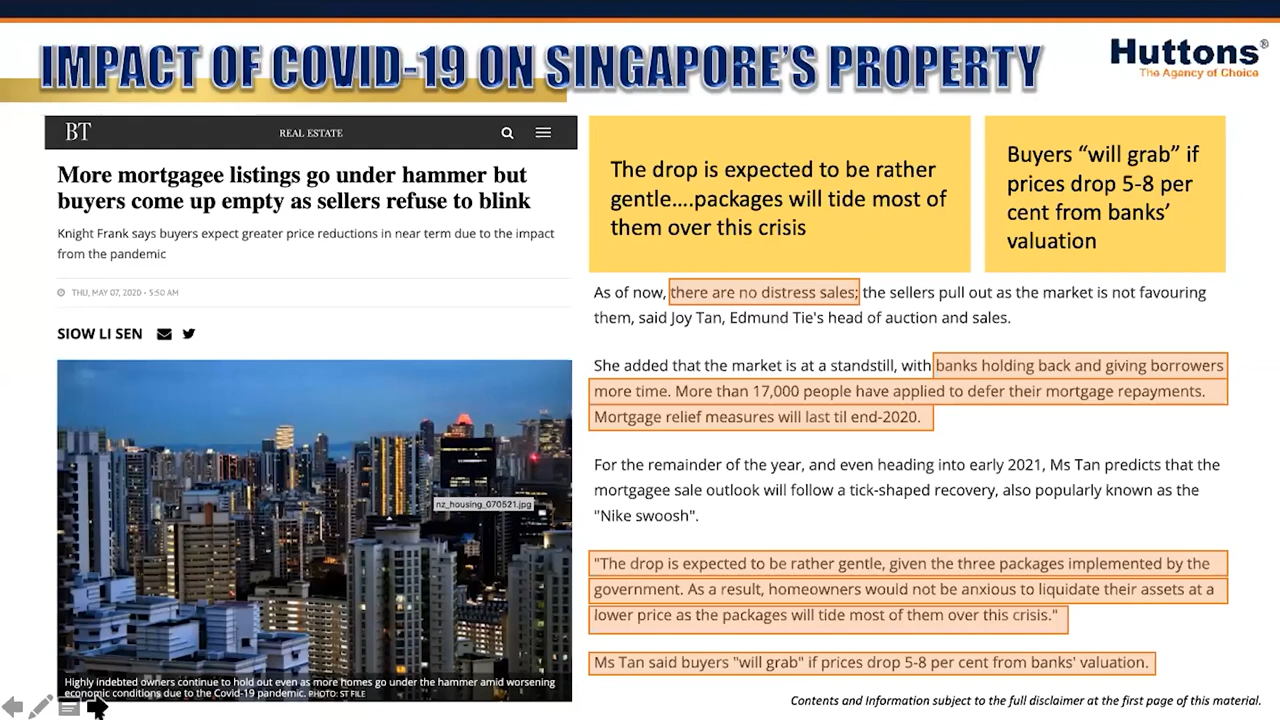 IMPACT OF COVID-19 ON SINGAPORE'S PROPERTY
Huttons®
The Agency of Choice
BT
REAL ESTATE
More mortgagee listings go under hammer but
buyers come up empty as sellers refuse to blink
Knight Frank says buyers expect greater price reductions in near term due to the impact
from the pandemic
THU, MAY 07, 2020 - 5:50 AM
SIOW LI SEN
nz_housing_070521.jpg
Highly indebted owners continue to hold out even as more homes go under the hammer amid worsening
economic conditions due to the Covid-19 pandemic. PHOTO: ST FILE
The drop is expected to be rather
gentle....packages will tide most of
them over this crisis
Buyers “will grab” if
prices drop 5-8 per
cent from banks’
valuation
As of now, there are no distress sales; the sellers pull out as the market is not favouring
them, said Joy Tan, Edmund Tie's head of auction and sales.
She added that the market is at a standstill, with banks holding back and giving borrowers
more time. More than 17,000 people have applied to defer their mortgage repayments.
Mortgage relief measures will last til end-2020.
For the remainder of the year, and even heading into early 2021, Ms Tan predicts that the
mortgagee sale outlook will follow a tick-shaped recovery, also popularly known as the
"Nike swoosh".
"The drop is expected to be rather gentle, given the three packages implemented by the
government. As a result, homeowners would not be anxious to liquidate their assets at a
lower price as the packages will tide most of them over this crisis."
Ms Tan said buyers "will grab" if prices drop 5-8 per cent from banks' valuation.
Contents and Information subject to the full disclaimer at the first page of this material.